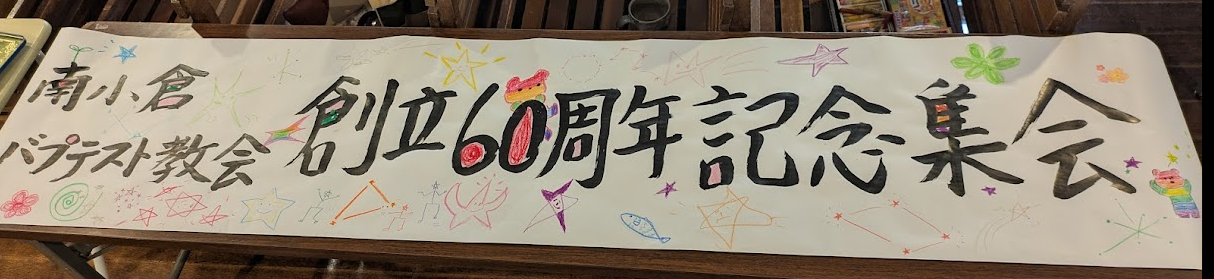 南小倉
バプテスト教会
創立60周年記念集会